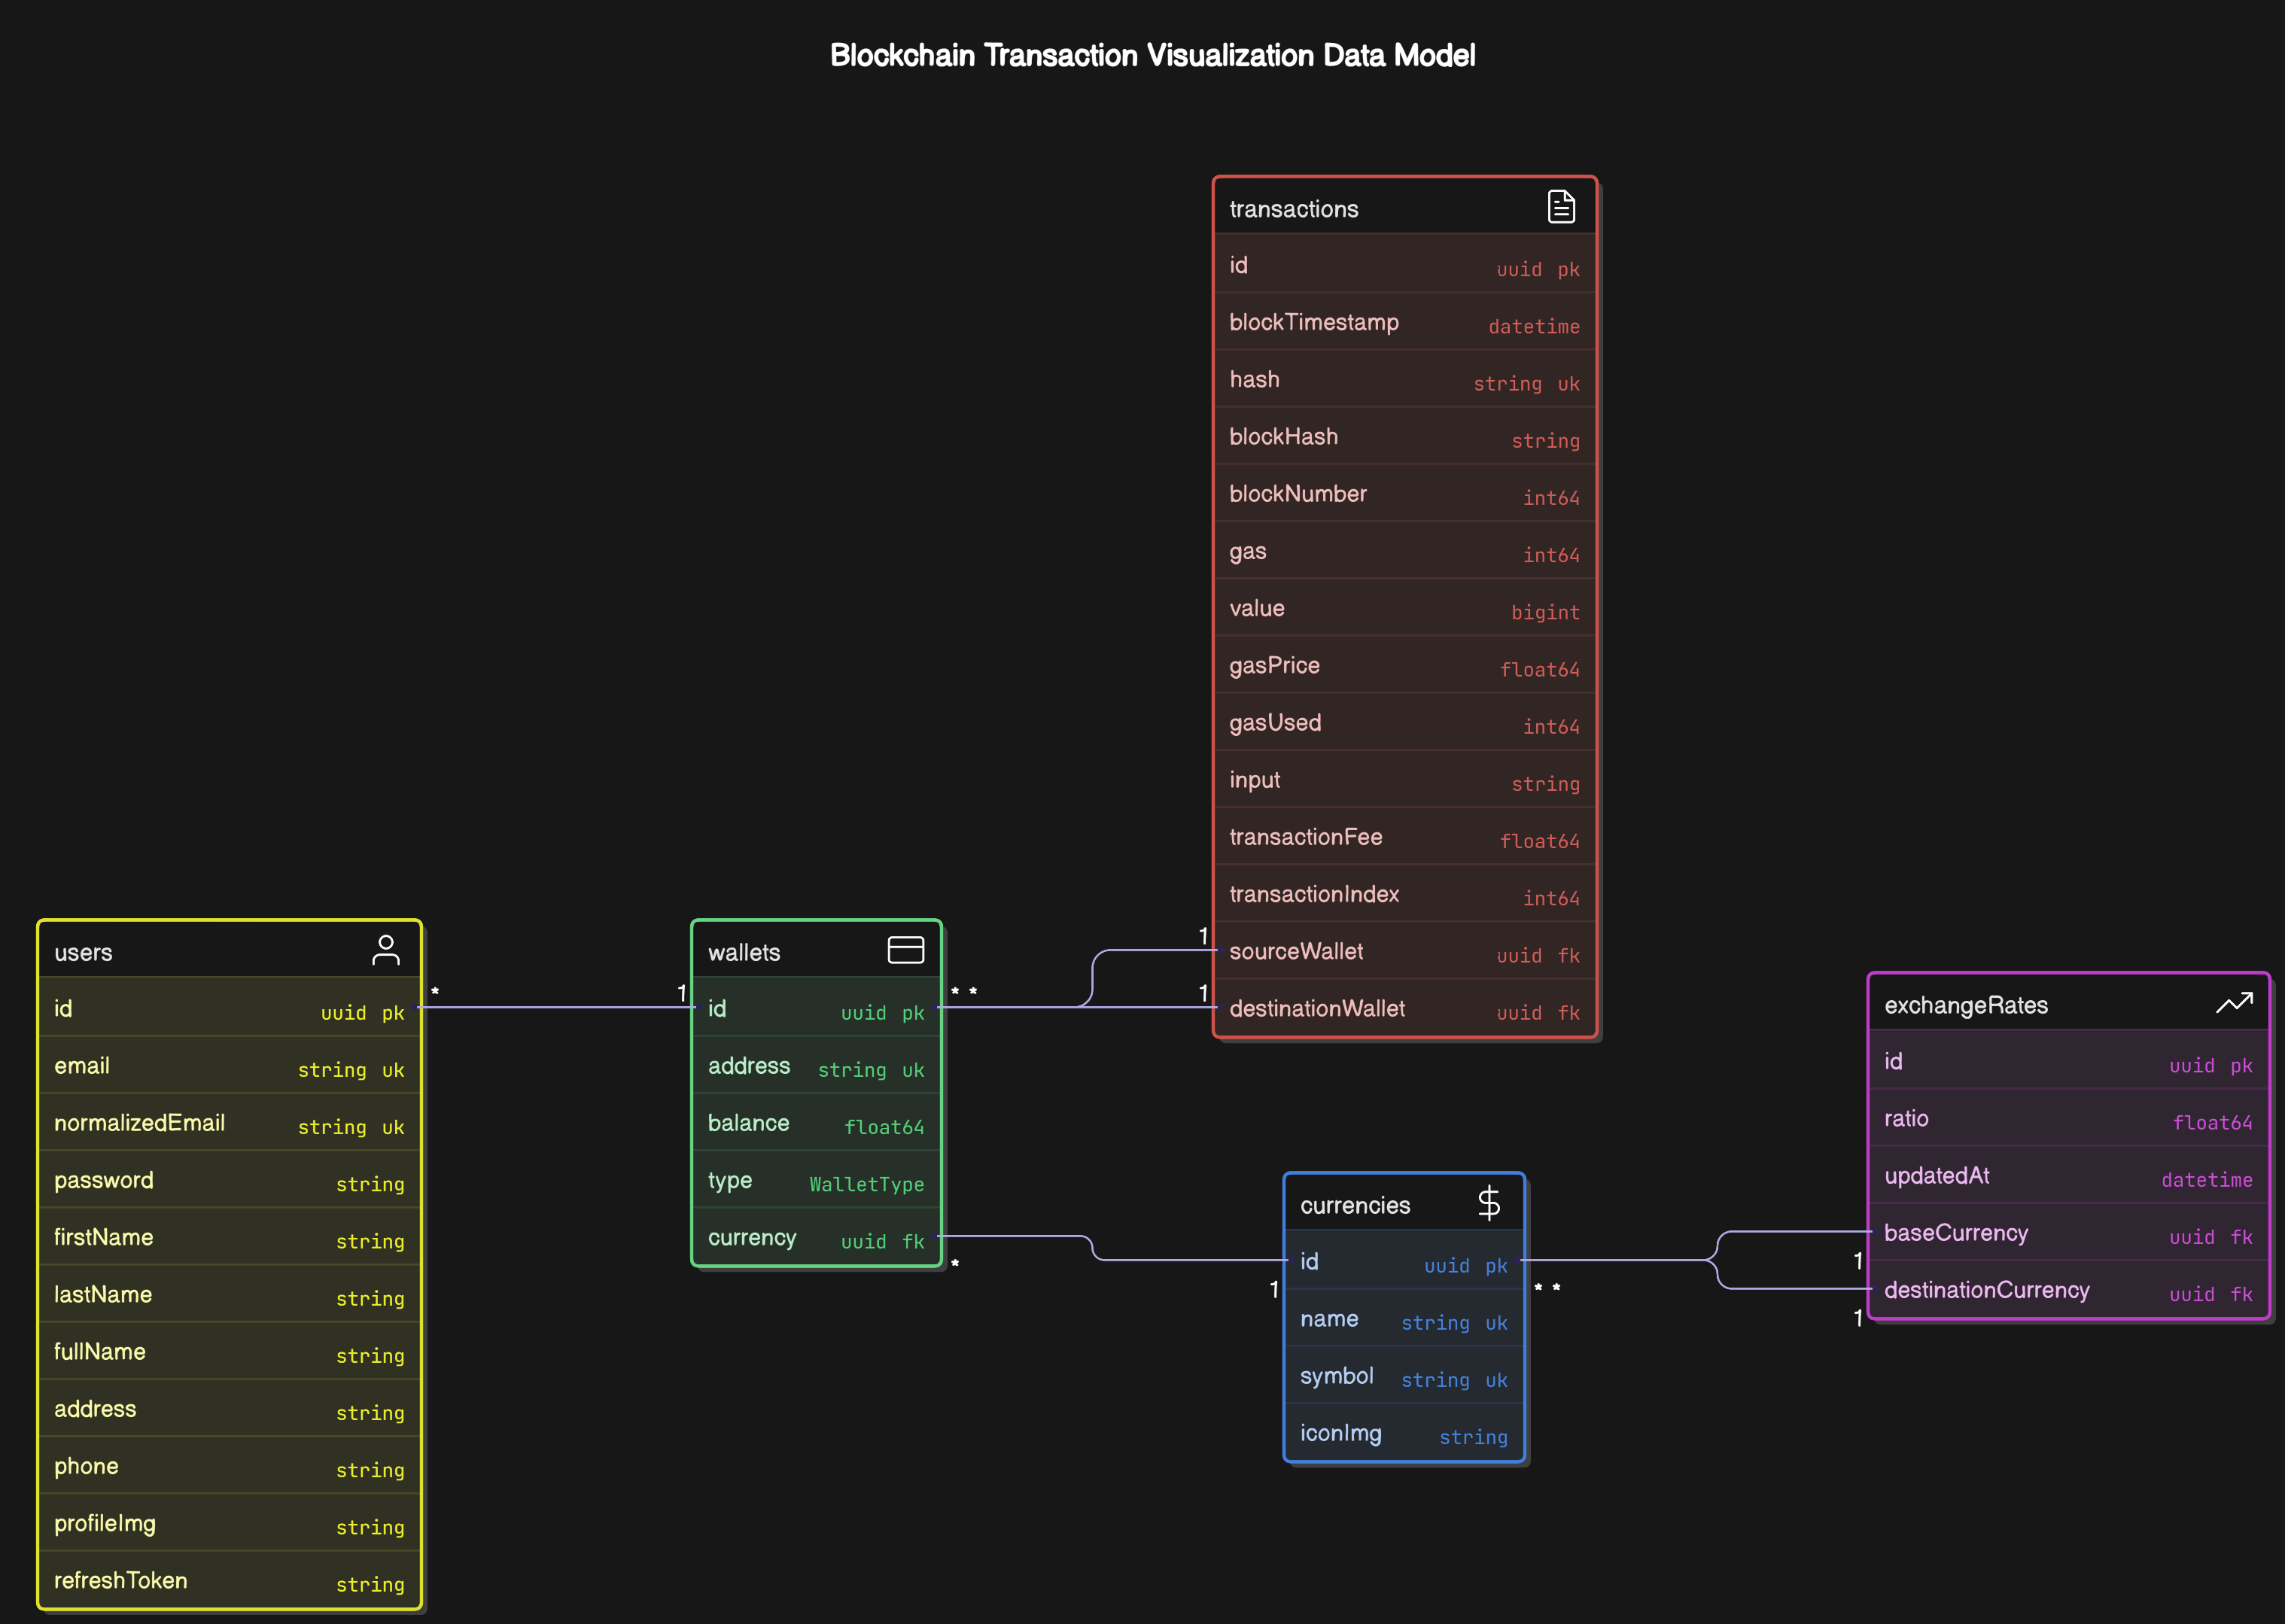 Blockchain Transaction Visualization Data Model
transactions
id uuid pk
blockTimestamp datetime
hash string uk
blockHash string
blockNumber int64
gas int64
value bigint
gasPrice float64
gasUsed int64
input string
transactionFee float64
transactionIndex int64
sourceWallet uuid fk
destinationWallet uuid fk
1
1
users
id uuid pk
email string uk
normalizedEmail string uk
password string
firstName string
lastName string
fullName string
address string
phone string
profileImg string
refreshToken string
*
1
wallets
id uuid pk
address string uk
balance float64
type WalletType
currency uuid fk
* *
*
1
currencies
id uuid pk
name string uk
symbol string uk
iconImg string
* *
1
1
exchangeRates
id uuid pk
ratio float64
updatedAt datetime
baseCurrency uuid fk
destinationCurrency uuid fk